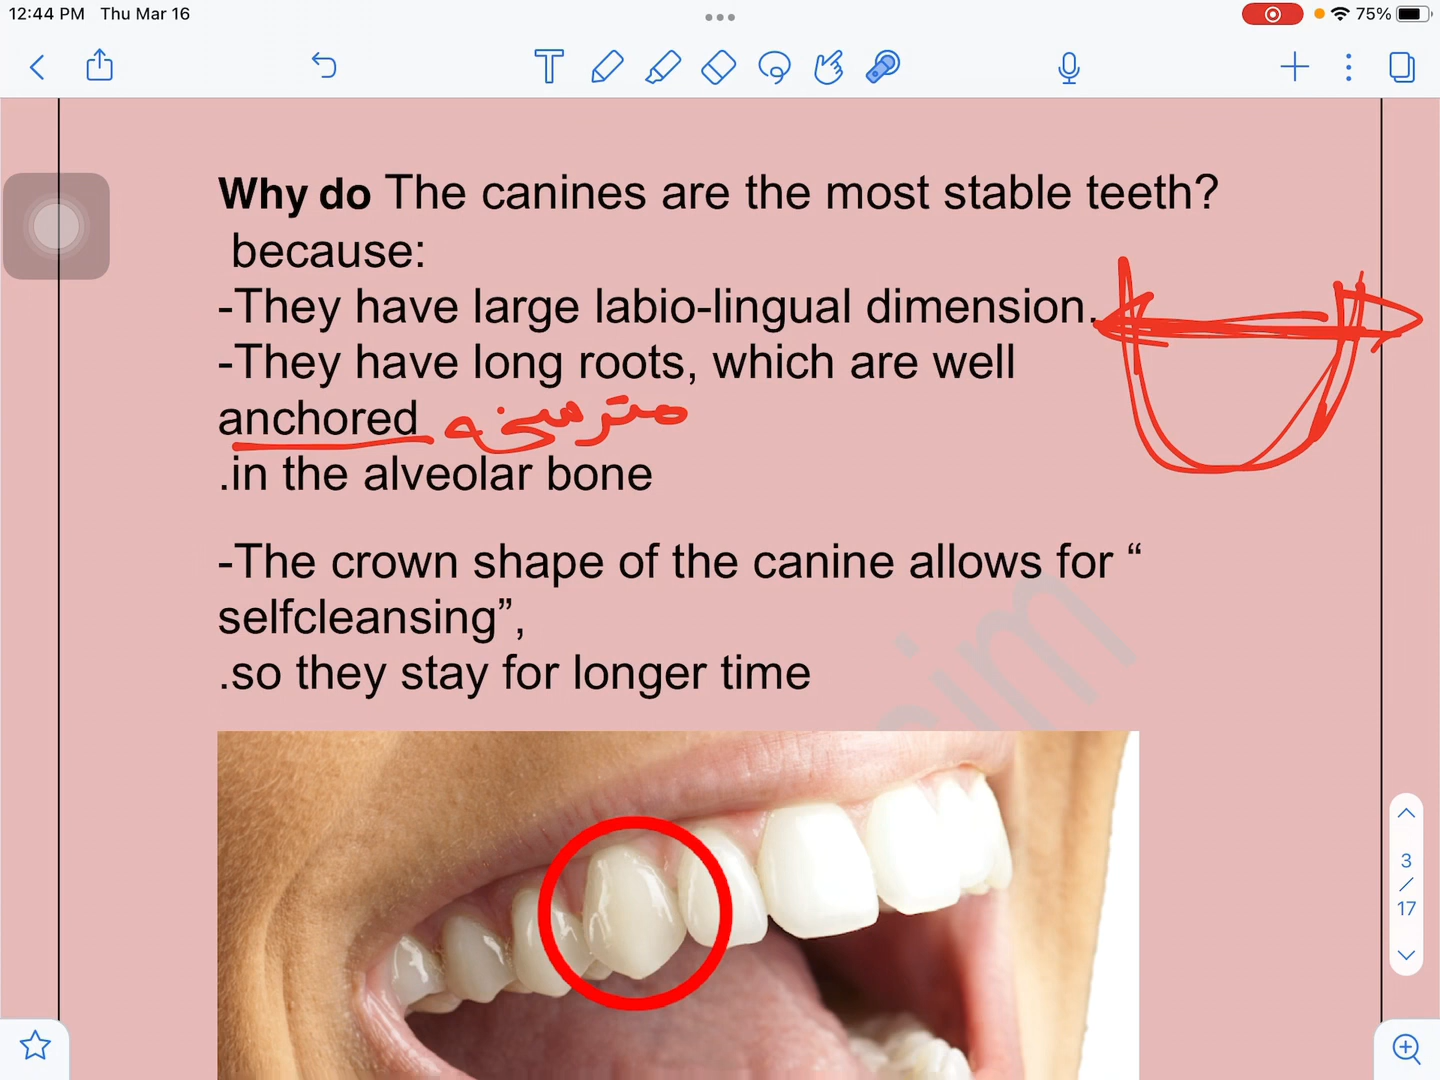 12:44 PM Thu Mar 16
75%
Why do The canines are the most stable teeth?
because:
-They have large labio-lingual dimension.
-They have long roots, which are well
anchored مترسخه
.in the alveolar bone
-The crown shape of the canine allows for “
selfcleansing”,
.so they stay for longer time
sim
3
/
17